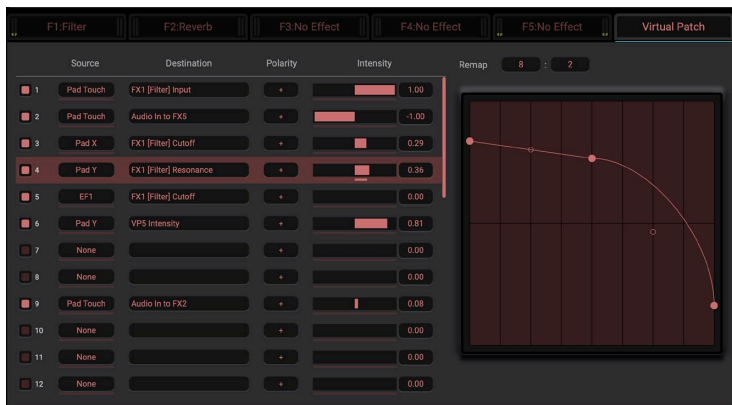 F1:Filter F2:Reverb F3:No Effect F4:No Effect F5:No Effect Virtual Patch
Source Destination Polarity Intensity Remap 8 : 2
1 Pad Touch FX1 [Filter] Input + 1.00
2 Pad Touch Audio In to FX5 + -1.00
3 Pad X FX1 [Filter] Cutoff + 0.29
4 Pad Y FX1 [Filter] Resonance + 0.36
5 EF1 FX1 [Filter] Cutoff + 0.00
6 Pad Y VP5 Intensity + 0.81
7 None + 0.00
8 None + 0.00
9 Pad Touch Audio In to FX2 + 0.08
10 None + 0.00
11 None + 0.00
12 None + 0.00